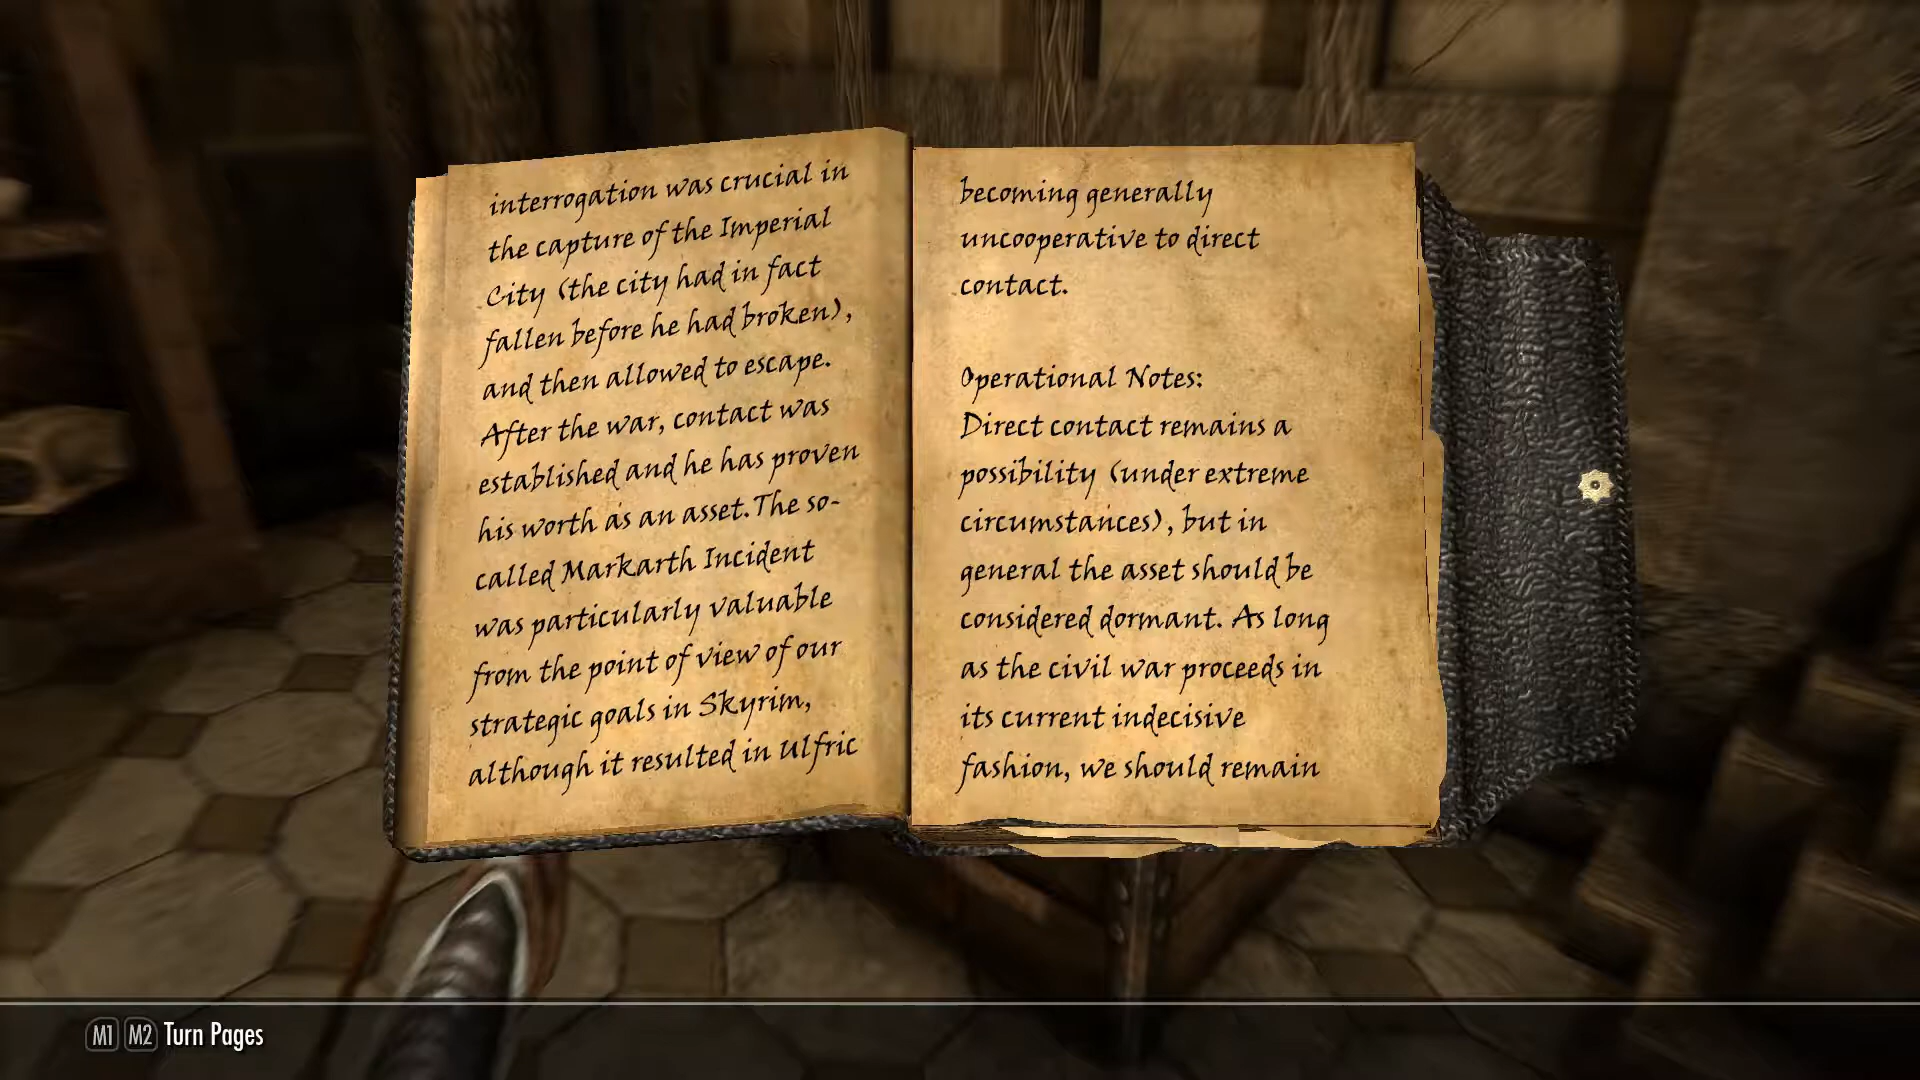 interrogation was crucial in
the capture of the Imperial
City (the city had in fact
fallen before he had broken),
and then allowed to escape.
After the war, contact was
established and he has proven
his worth as an asset. The so-
called Markarth Incident
was particularly valuable
from the point of view of our
strategic goals in Skyrim,
although it resulted in Ulfric
becoming generally
uncooperative to direct
contact.
Operational Notes:
Direct contact remains a
possibility (under extreme
circumstances), but in
general the asset should be
considered dormant. As long
as the civil war proceeds in
its current indecisive
fashion, we should remain
M1 M2 Turn Pages